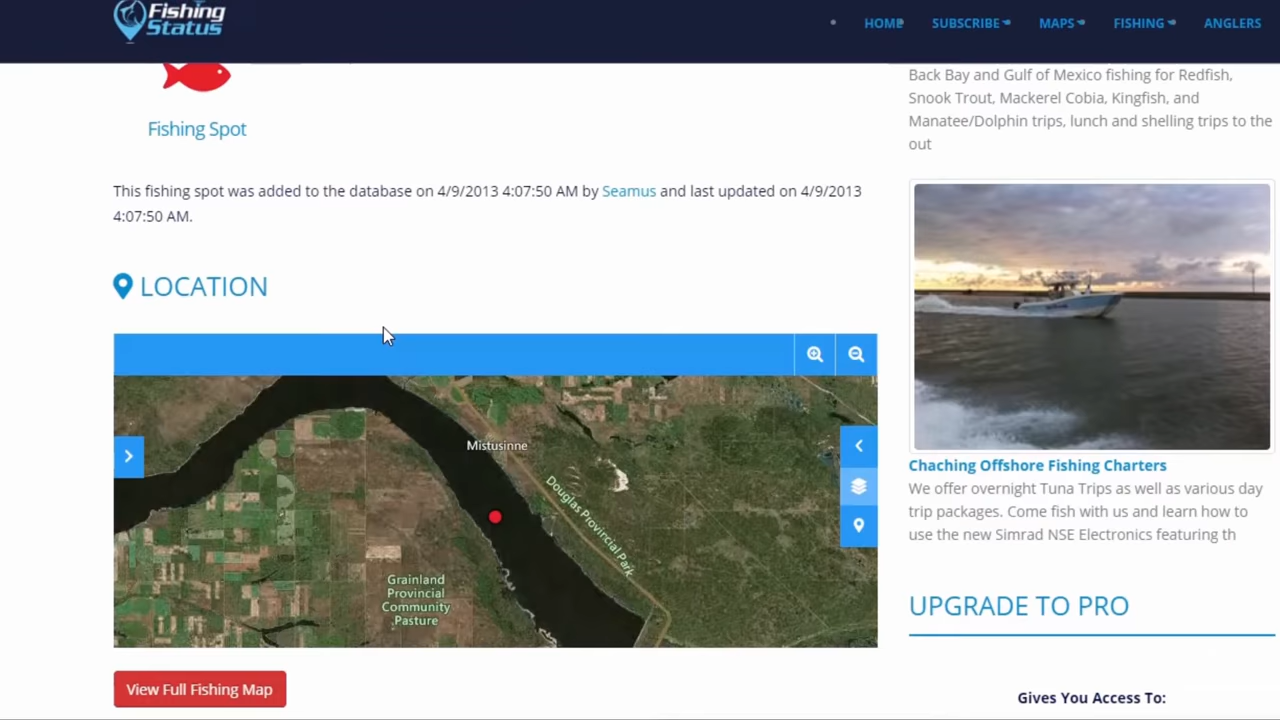 Fishing
Status
HOME
SUBSCRIBE
MAPS
FISHING
ANGLERS
Fishing Spot
This fishing spot was added to the database on 4/9/2013 4:07:50 AM by Seamus and last updated on 4/9/2013
4:07:50 AM.
LOCATION
Mistusinne
Douglas Provincial Park
Grainland
Provincial
Community
Pasture
View Full Fishing Map
Back Bay and Gulf of Mexico fishing for Redfish,
Snook Trout, Mackerel Cobia, Kingfish, and
Manatee/Dolphin trips, lunch and shelling trips to the
out
Chaching Offshore Fishing Charters
We offer overnight Tuna Trips as well as various day
trip packages. Come fish with us and learn how to
use the new Simrad NSE Electronics featuring th
UPGRADE TO PRO
Gives You Access To: